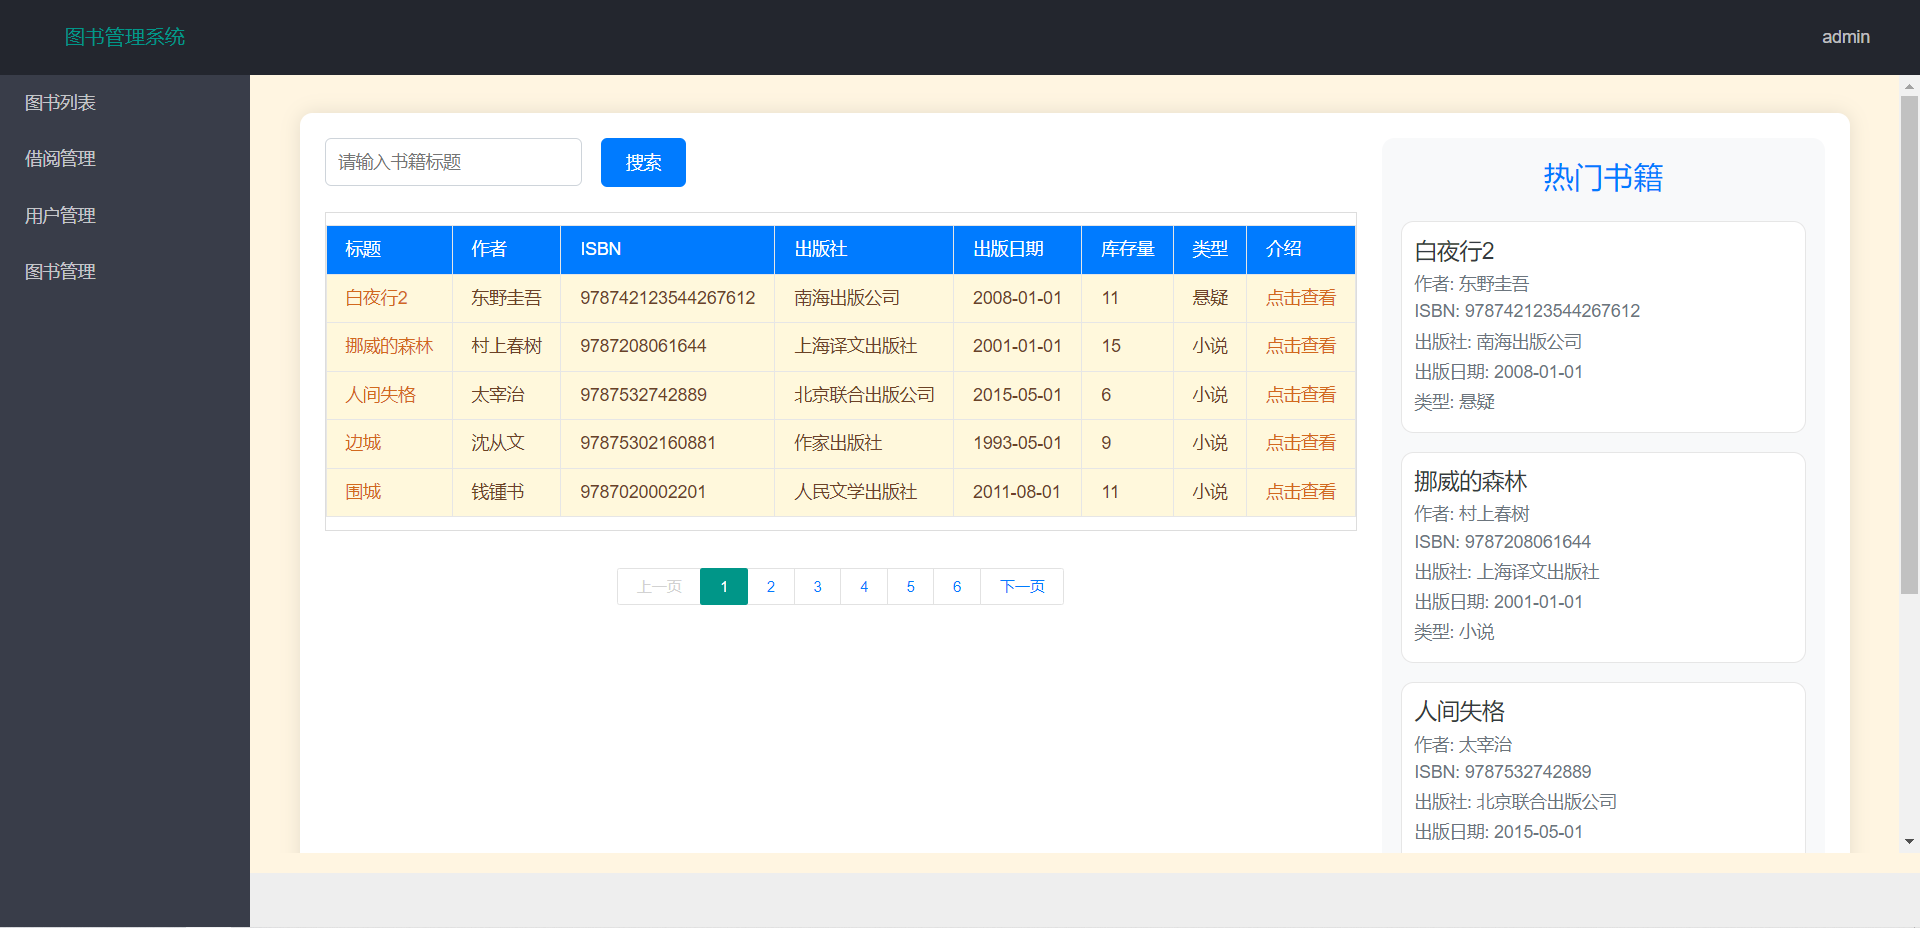 图书管理系统
admin
图书列表
借阅管理
用户管理
图书管理
请输入书籍标题
搜索
标题 作者 ISBN 出版社 出版日期 库存量 类型 介绍
白夜行2 东野圭吾 978742123544267612 南海出版公司 2008-01-01 11 悬疑 点击查看
挪威的森林 村上春树 9787208061644 上海译文出版社 2001-01-01 15 小说 点击查看
人间失格 太宰治 9787532742889 北京联合出版公司 2015-05-01 6 小说 点击查看
边城 沈从文 97875302160881 作家出版社 1993-05-01 9 小说 点击查看
围城 钱锺书 9787020002201 人民文学出版社 2011-08-01 11 小说 点击查看
上一页 1 2 3 4 5 6 下一页
热门书籍
白夜行2
作者: 东野圭吾
ISBN: 978742123544267612
出版社: 南海出版公司
出版日期: 2008-01-01
类型: 悬疑
挪威的森林
作者: 村上春树
ISBN: 9787208061644
出版社: 上海译文出版社
出版日期: 2001-01-01
类型: 小说
人间失格
作者: 太宰治
ISBN: 9787532742889
出版社: 北京联合出版公司
出版日期: 2015-05-01